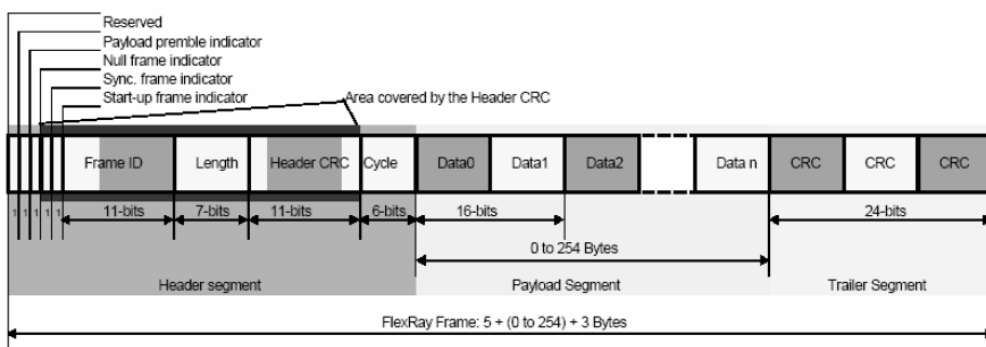 Reserved
Payload premble indicator
Null frame indicator
Sync. frame indicator
Start-up frame indicator
Area covered by the Header CRC
Frame ID Length Header CRC Cycle Data0 Data1 Data2 Data n CRC CRC CRC
1 1 1 1 1 11-bits 7-bits 11-bits 6-bits 16-bits 24-bits
0 to 254 Bytes
Header segment Payload Segment Trailer Segment
FlexRay Frame: 5 + (0 to 254) + 3 Bytes